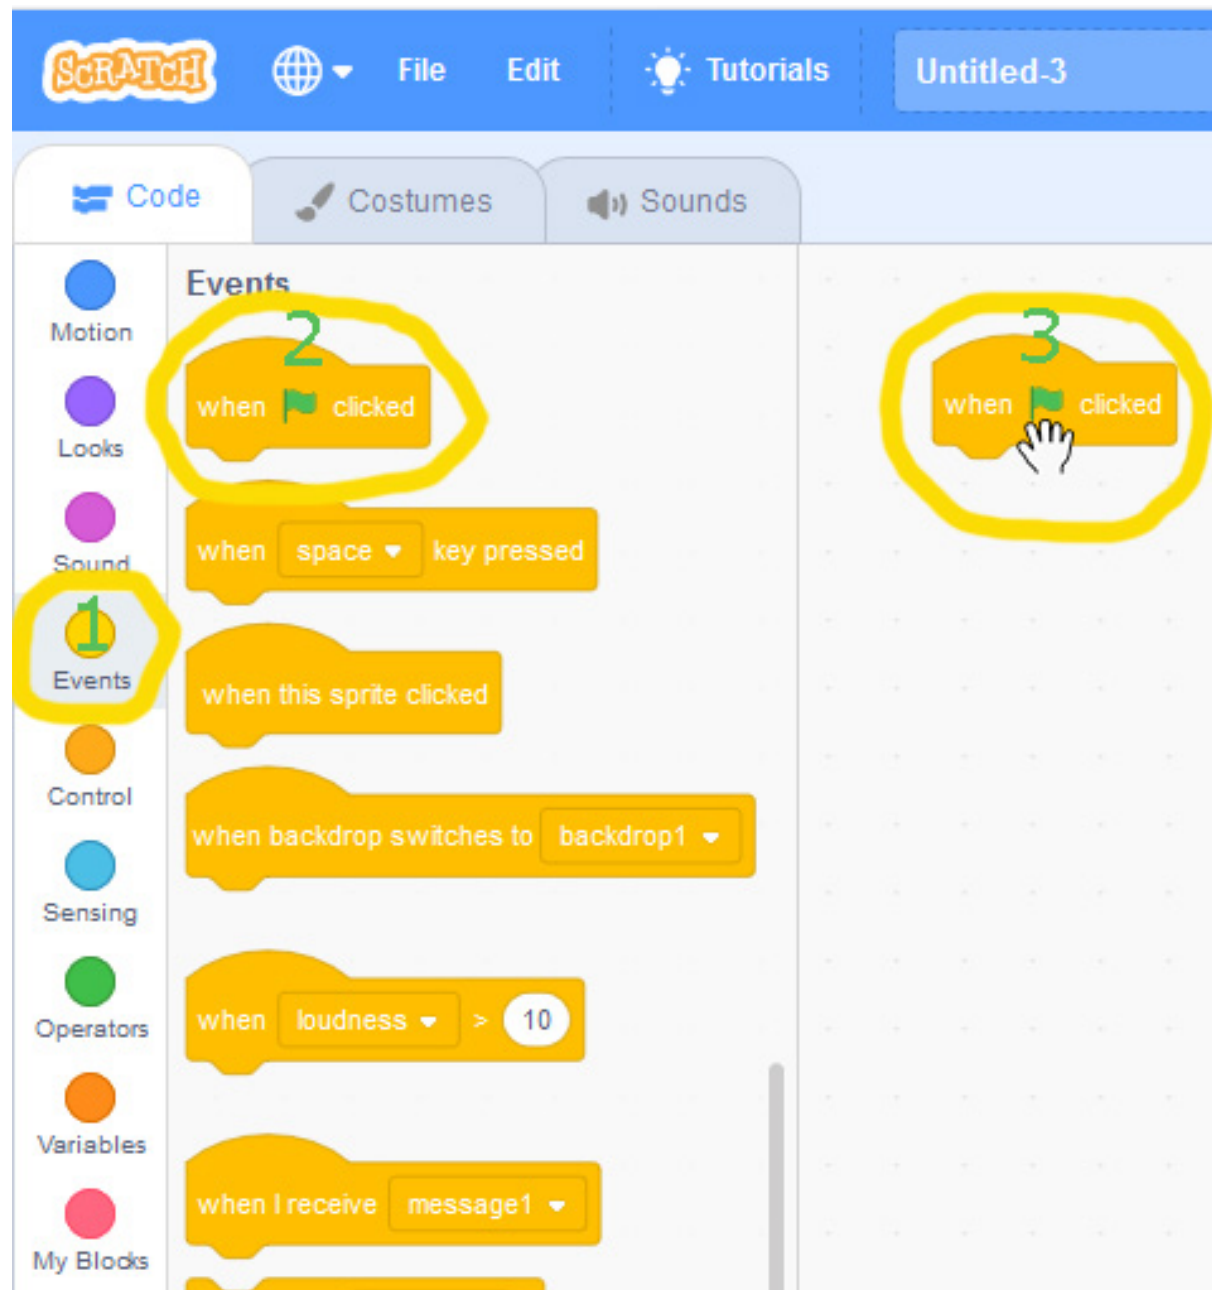 SCRATCH File Edit Tutorials Untitled-3
Code Costumes Sounds
Motion
Looks
Sound
1
Events
Control
Sensing
Operators
Variables
My Blocks
Events
2
when clicked
when space key pressed
when this sprite clicked
when backdrop switches to backdrop1
when loudness > 10
when I receive message1
3
when clicked